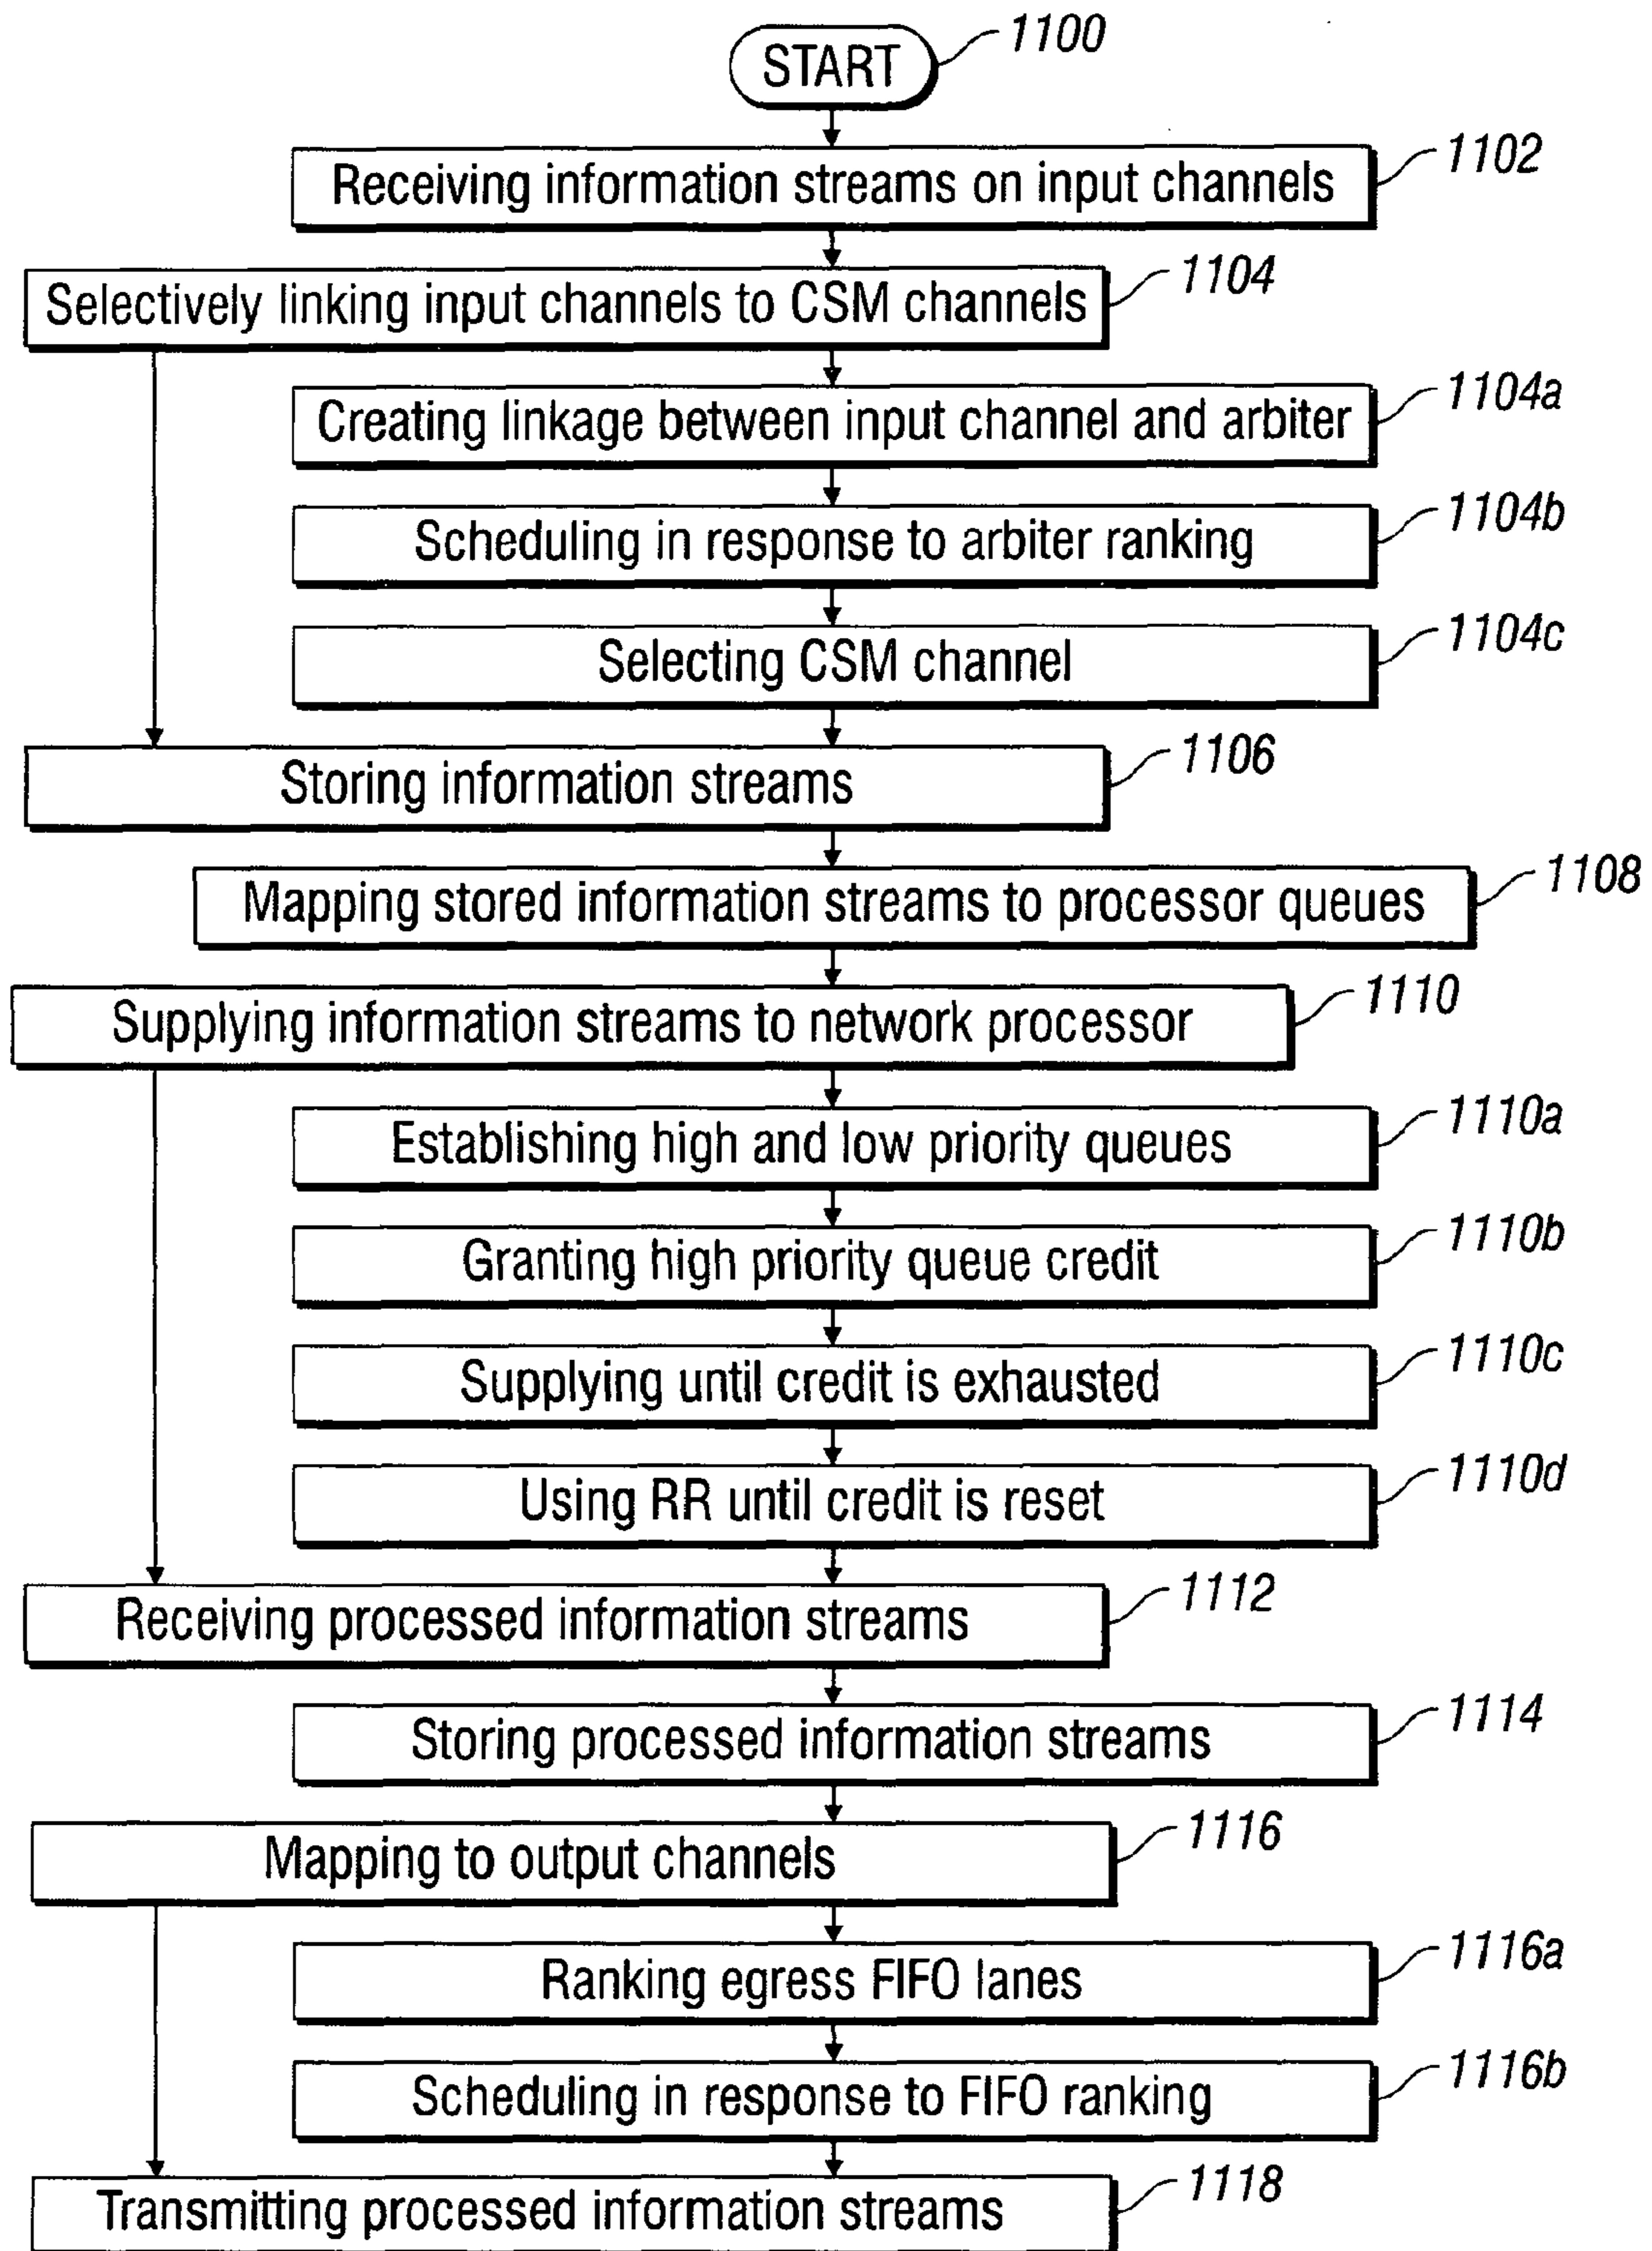 START
1100
Receiving information streams on input channels
1102
Selectively linking input channels to CSM channels
1104
Creating linkage between input channel and arbiter
1104a
Scheduling in response to arbiter ranking
1104b
Selecting CSM channel
1104c
Storing information streams
1106
Mapping stored information streams to processor queues
1108
Supplying information streams to network processor
1110
Establishing high and low priority queues
1110a
Granting high priority queue credit
1110b
Supplying until credit is exhausted
1110c
Using RR until credit is reset
1110d
Receiving processed information streams
1112
Storing processed information streams
1114
Mapping to output channels
1116
Ranking egress FIFO lanes
1116a
Scheduling in response to FIFO ranking
1116b
Transmitting processed information streams
1118